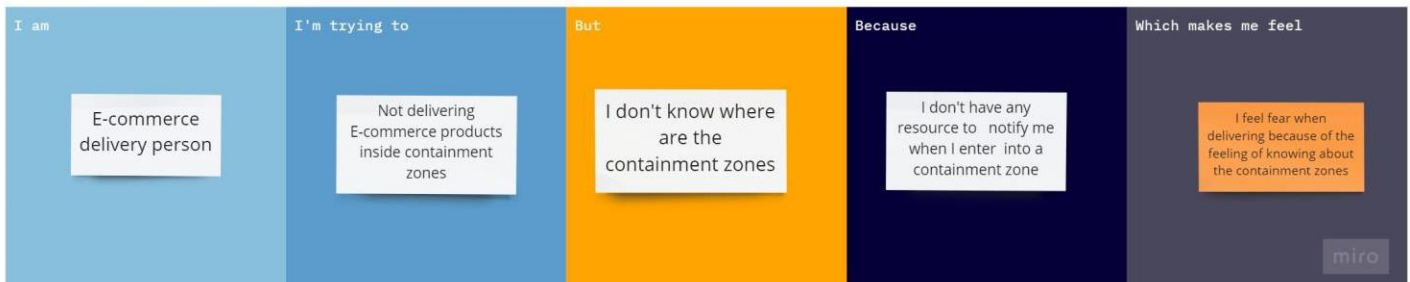 I am
E-commerce
delivery person
I'm trying to
Not delivering
E-commerce products
inside containment
zones
But
I don't know where
are the
containment zones
Because
I don't have any
resource to notify me
when I enter into a
containment zone
Which makes me feel
I feel fear when
delivering because of the
feeling of knowing about
the containment zones
miro